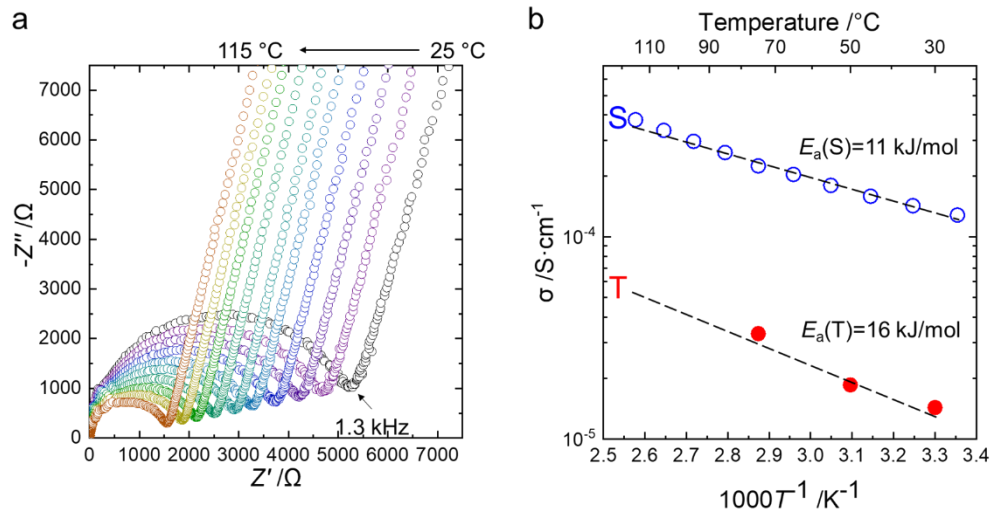 a
115 °C
25 °C
7000
6000
5000
4000
3000
2000
1000
0
-Z″ /Ω
1.3 kHz
0 1000 2000 3000 4000 5000 6000 7000
Z′ /Ω
b
Temperature /°C
110 90 70 50 30
S
Eₐ(S)=11 kJ/mol
10⁻⁴
σ /S·cm⁻¹
T
Eₐ(T)=16 kJ/mol
10⁻⁵
2.5 2.6 2.7 2.8 2.9 3.0 3.1 3.2 3.3 3.4
1000T⁻¹ /K⁻¹